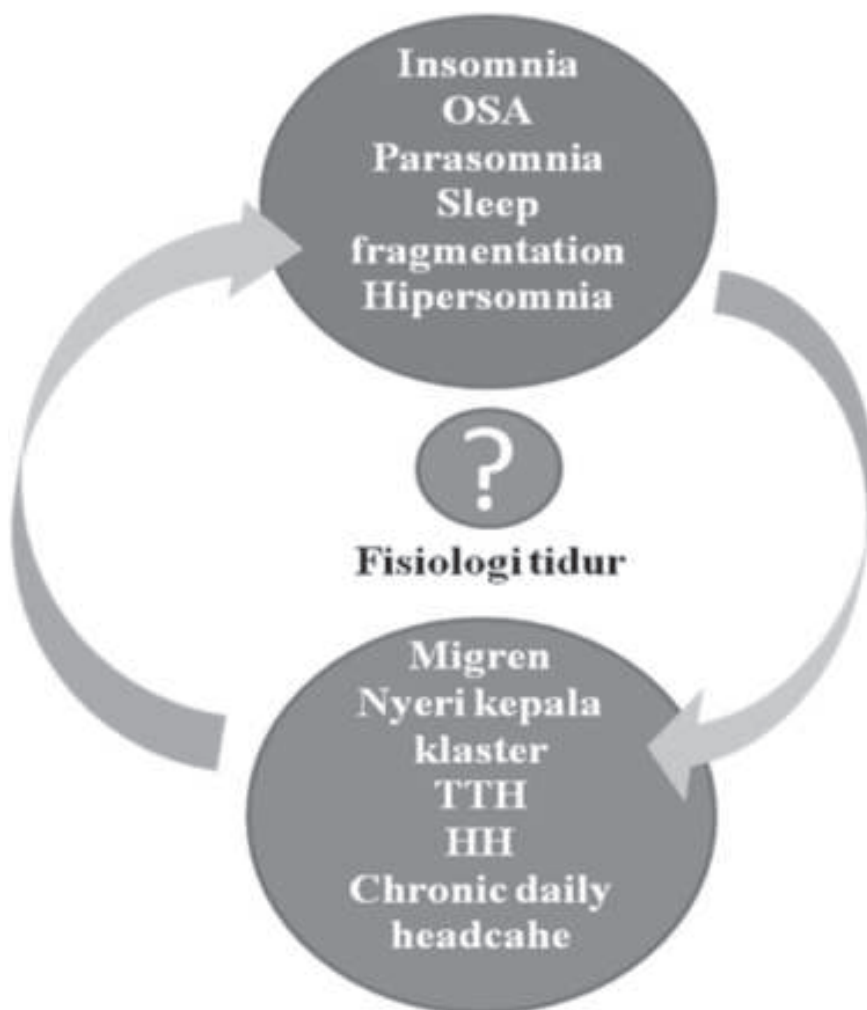 Insomnia
OSA
Parasomnia
Sleep
fragmentation
Hipersomnia
?
Fisiologi tidur
Migren
Nyeri kepala
klaster
TTH
HH
Chronic daily
headcahe